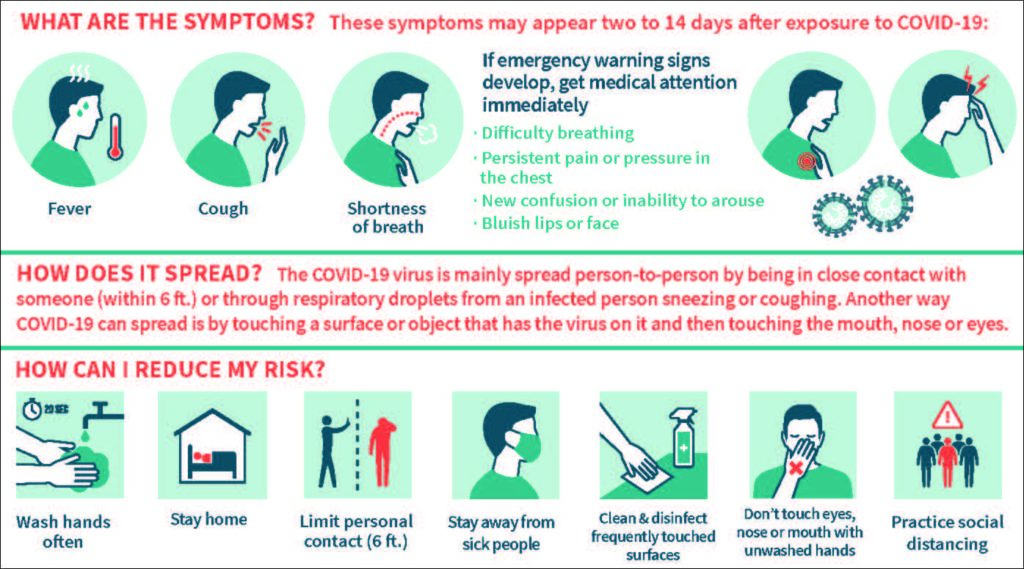 WHAT ARE THE SYMPTOMS? These symptoms may appear two to 14 days after exposure to COVID-19:
Fever
Cough
Shortness
of breath
If emergency warning signs
develop, get medical attention
immediately
· Difficulty breathing
· Persistent pain or pressure in
the chest
· New confusion or inability to arouse
· Bluish lips or face
HOW DOES IT SPREAD? The COVID-19 virus is mainly spread person-to-person by being in close contact with
someone (within 6 ft.) or through respiratory droplets from an infected person sneezing or coughing. Another way
COVID-19 can spread is by touching a surface or object that has the virus on it and then touching the mouth, nose or eyes.
HOW CAN I REDUCE MY RISK?
20 SEC
Wash hands
often
Stay home
Limit personal
contact (6 ft.)
Stay away from
sick people
Clean & disinfect
frequently touched
surfaces
Don't touch eyes,
nose or mouth with
unwashed hands
Practice social
distancing